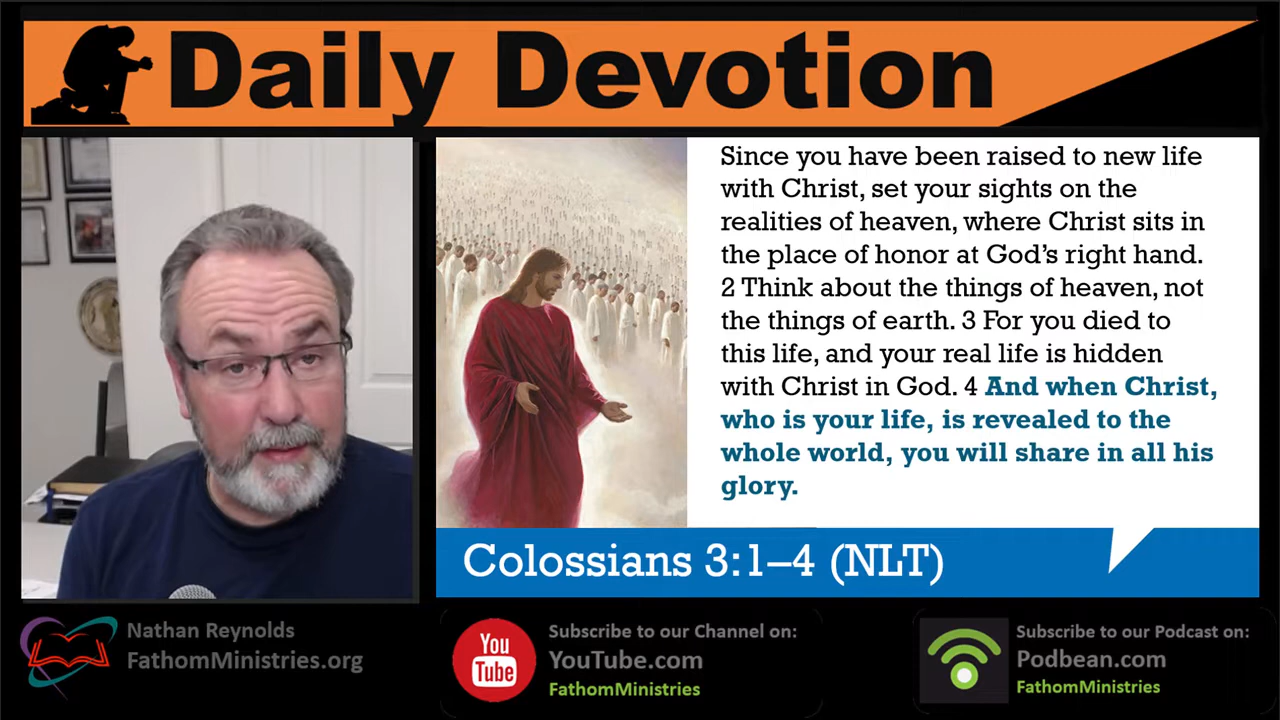 Daily Devotion
Since you have been raised to new life
with Christ, set your sights on the
realities of heaven, where Christ sits in
the place of honor at God’s right hand.
2 Think about the things of heaven, not
the things of earth. 3 For you died to
this life, and your real life is hidden
with Christ in God. 4 And when Christ,
who is your life, is revealed to the
whole world, you will share in all his
glory.
Colossians 3:1–4 (NLT)
Nathan Reynolds
FathomMinistries.org
You
Tube
Subscribe to our Channel on:
YouTube.com
FathomMinistries
Subscribe to our Podcast on:
Podbean.com
FathomMinistries